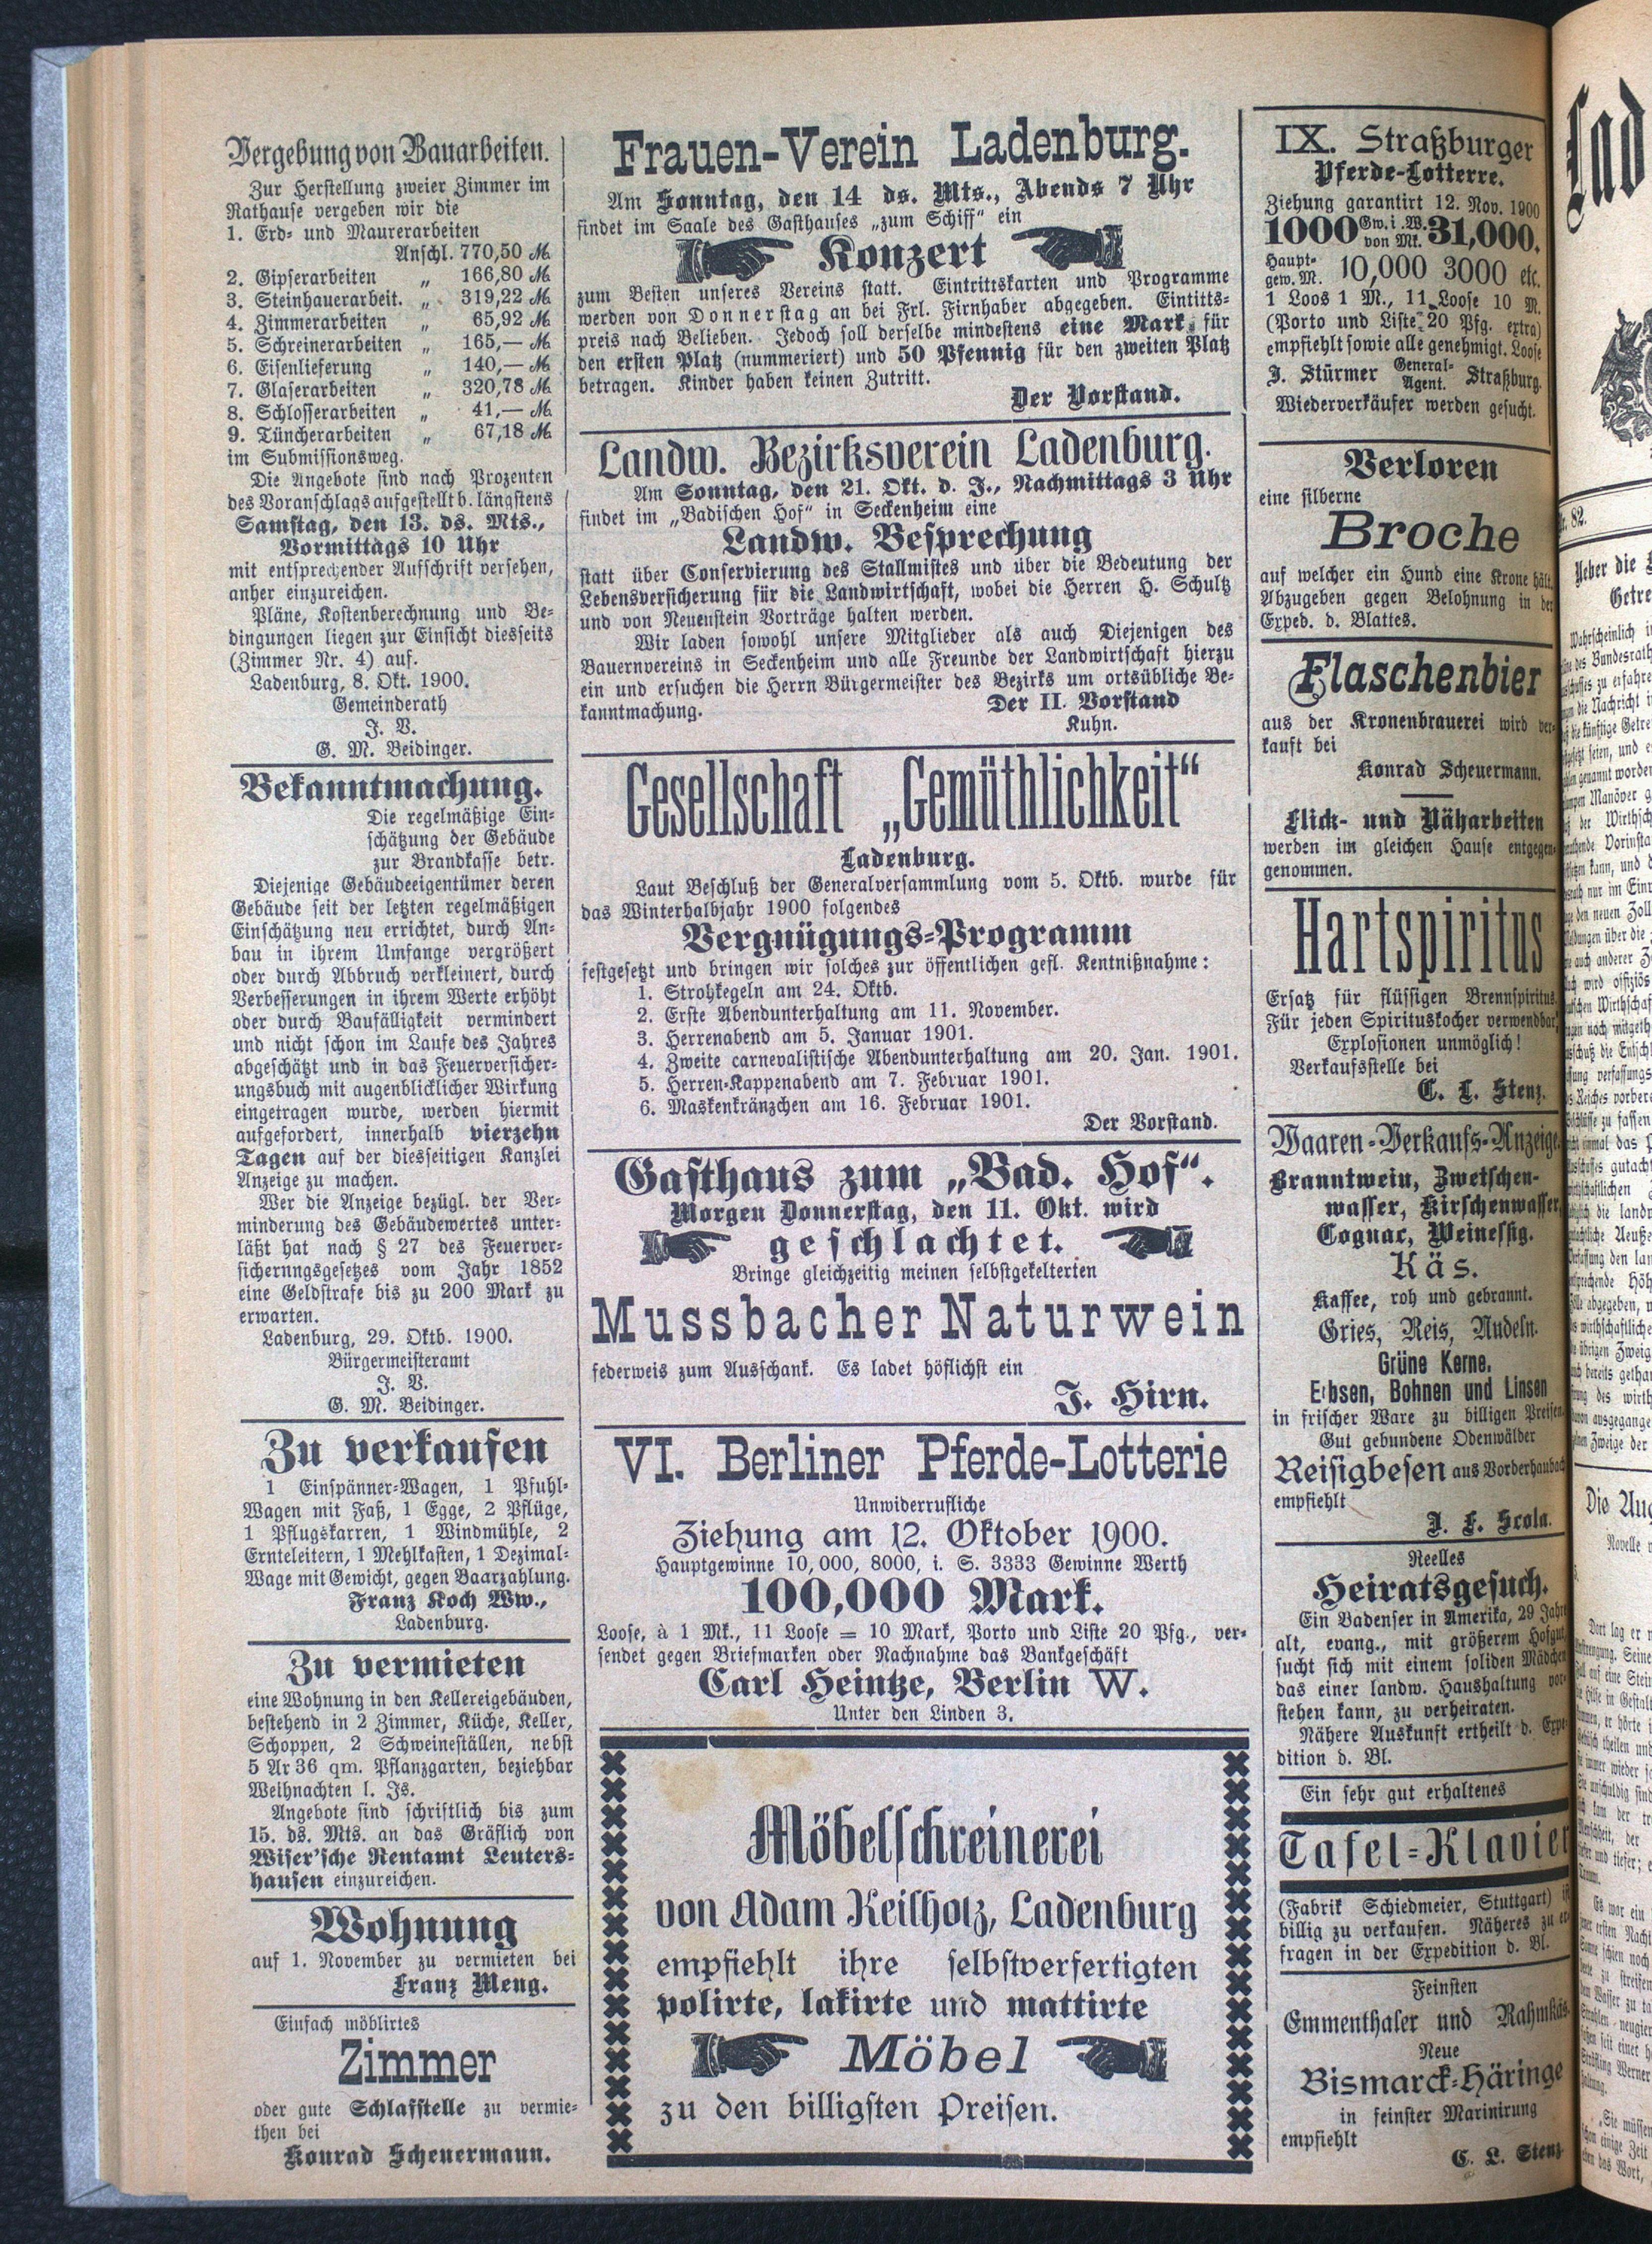 Vergebung von Bauarbeiten.
Zur Herstellung zweier Zimmer im
Rathause vergeben wir die
1. Erd- und Maurerarbeiten
Anschl. 770,50 M
2. Gipserarbeiten „ 166,80 M
3. Steinhauerarbeit. „ 319,22 M
4. Zimmerarbeiten „ 65,92 M
5. Schreinerarbeiten „ 165,— M
6. Eisenlieferung „ 140,— M
7. Glaserarbeiten „ 320,78 M
8. Schlosserarbeiten „ 41,— M
9. Tüncherarbeiten „ 67,18 M
im Submissionsweg.
Die Angebote sind nach Prozenten
des Voranschlags aufgestellt b. längstens
Samstag, den 13. ds. Mts.,
Vormittags 10 Uhr
mit entsprechender Aufschrift versehen,
anher einzureichen.
Pläne, Kostenberechnung und Be-
dingungen liegen zur Einsicht diesseits
(Zimmer Nr. 4) auf.
Ladenburg, 8. Okt. 1900.
Gemeinderath
J. V.
G. M. Beidinger.
Bekanntmachung.
Die regelmäßige Ein-
schätzung der Gebäude
zur Brandkasse betr.
Diejenige Gebäudeeigentümer deren
Gebäude seit der letzten regelmäßigen
Einschätzung neu errichtet, durch An-
bau in ihrem Umfange vergrößert
oder durch Abbruch verkleinert, durch
Verbesserungen in ihrem Werte erhöht
oder durch Baufälligkeit vermindert
und nicht schon im Laufe des Jahres
abgeschätzt und in das Feuerversicher-
ungsbuch mit augenblicklicher Wirkung
eingetragen wurde, werden hiermit
aufgefordert, innerhalb vierzehn
Tagen auf der diesseitigen Kanzlei
Anzeige zu machen.
Wer die Anzeige bezügl. der Ver-
minderung des Gebäudewertes unter-
läßt hat nach § 27 des Feuerver-
sichernngsgesetzes vom Jahr 1852
eine Geldstrafe bis zu 200 Mark zu
erwarten.
Ladenburg, 29. Oktb. 1900.
Bürgermeisteramt
J. V.
G. M. Beidinger.
Zu verkaufen
1 Einspänner-Wagen, 1 Pfuhl-
Wagen mit Faß, 1 Egge, 2 Pflüge,
1 Pflugskarren, 1 Windmühle, 2
Ernteleitern, 1 Mehlkasten, 1 Dezimal-
Wage mit Gewicht, gegen Baarzahlung.
Franz Koch Ww.,
Ladenburg.
Zu vermieten
eine Wohnung in den Kellereigebäuden,
bestehend in 2 Zimmer, Küche, Keller,
Schoppen, 2 Schweineställen, nebst
5 Ar 36 qm. Pflanzgarten, beziehbar
Weihnachten l. Js.
Angebote sind schriftlich bis zum
15. ds. Mts. an das Gräflich von
Wiser'sche Rentamt Leuters-
hausen einzureichen.
Wohnung
auf 1. November zu vermieten bei
Franz Meng.
Einfach möblirtes
Zimmer
oder gute Schlafstelle zu vermie-
then bei
Konrad Scheuermann.
Frauen-Verein Ladenburg.
Am Sonntag, den 14 ds. Mts., Abends 7 Uhr
findet im Saale des Gasthauses „zum Schiff“ ein
Konzert
zum Besten unseres Vereins statt. Eintrittskarten und Programme
werden von Donnerstag an bei Frl. Firnhaber abgegeben. Eintitts-
preis nach Belieben. Jedoch soll derselbe mindestens eine Mark für
den ersten Platz (nummeriert) und 50 Pfennig für den zweiten Platz
betragen. Kinder haben keinen Zutritt.
Der Vorstand.
Landw. Bezirksverein Ladenburg.
Am Sonntag, den 21. Okt. d. J., Nachmittags 3 Uhr
findet im „Badischen Hof“ in Seckenheim eine
Landw. Besprechung
statt über Conservierung des Stallmistes und über die Bedeutung der
Lebensversicherung für die Landwirtschaft, wobei die Herren H. Schultz
und von Neuenstein Vorträge halten werden.
Wir laden sowohl unsere Mitglieder als auch Diejenigen des
Bauernvereins in Seckenheim und alle Freunde der Landwirtschaft hierzu
ein und ersuchen die Herrn Bürgermeister des Bezirks um ortsübliche Be-
kanntmachung.
Der II. Vorstand
Kuhn.
Gesellschaft „Gemüthlichkeit“
Ladenburg.
Laut Beschluß der Generalversammlung vom 5. Oktb. wurde für
das Winterhalbjahr 1900 folgendes
Vergnügungs-Programm
festgesetzt und bringen wir solches zur öffentlichen gefl. Kentnißnahme:
1. Strohkegeln am 24. Oktb.
2. Erste Abendunterhaltung am 11. November.
3. Herrenabend am 5. Januar 1901.
4. Zweite carnevalistische Abendunterhaltung am 20. Jan. 1901.
5. Herren-Kappenabend am 7. Februar 1901.
6. Maskenkränzchen am 16. Februar 1901.
Der Vorstand.
Gasthaus zum „Bad. Hof“.
Morgen Donnerstag, den 11. Okt. wird
geschlachtet.
Bringe gleichzeitig meinen selbstgekelterten
Mussbacher Naturwein
federweis zum Ausschank. Es ladet höflichst ein
J. Hirn.
VI. Berliner Pferde-Lotterie
Unwiderrufliche
Ziehung am 12. Oktober 1900.
Hauptgewinne 10,000, 8000, i. S. 3333 Gewinne Werth
100,000 Mark.
Loose, à 1 Mk., 11 Loose = 10 Mark, Porto und Liste 20 Pfg., ver-
sendet gegen Briefmarken oder Nachnahme das Bankgeschäft
Carl Heintze, Berlin W.
Unter den Linden 3.
Möbelschreinerei
von Adam Keilholz, Ladenburg
empfiehlt ihre selbstverfertigten
polirte, lakirte und mattirte
Möbel
zu den billigsten Preisen.
IX. Straßburger
Pferde-Lotterre.
Ziehung garantirt 12. Nov. 1900
1000 Gw. i. W. von Mk. 31,000.
Haupt-gew. M. 10,000 3000 etc.
1 Loos 1 M., 11 Loose 10 M.
(Porto und Liste 20 Pfg. extra)
empfiehlt sowie alle genehmigt. Loose
J. Stürmer General-Agent. Straßburg.
Wiederverkäufer werden gesucht.
Verloren
eine silberne
Broche
auf welcher ein Hund eine Krone hält.
Abzugeben gegen Belohnung in der
Exped. d. Blattes.
Flaschenbier
aus der Kronenbrauerei wird ver-
kauft bei
Konrad Scheuermann.
Flick- und Näharbeiten
werden im gleichen Hause entgegen-
genommen.
Hartspiritus
Ersatz für flüssigen Brennspiritus.
Für jeden Spirituskocher verwendbar,
Explosionen unmöglich!
Verkaufsstelle bei
C. L. Stenz.
Waaren-Verkaufs-Anzeige.
Branntwein, Zwetschen-
wasser, Kirschenwasser,
Cognac, Weinessig.
Käs.
Kaffee, roh und gebrannt.
Gries, Reis, Nudeln.
Grüne Kerne,
Erbsen, Bohnen und Linsen
in frischer Ware zu billigen Preisen.
Gut gebundene Odenwälder
Reisigbesen aus Vorderhaubach
empfiehlt
J. F. Scola.
Reelles
Heiratsgesuch.
Ein Badenser in Amerika, 29 Jahre
alt, evang., mit größerem Hofgut,
sucht sich mit einem soliden Mädchen
das einer landw. Haushaltung vor-
stehen kann, zu verheiraten.
Nähere Auskunft ertheilt d. Expe-
dition d. Bl.
Ein sehr gut erhaltenes
Tafel-Klavier
(Fabrik Schiedmeier, Stuttgart) ist
billig zu verkaufen. Näheres zu er-
fragen in der Expedition d. Bl.
Feinsten
Emmenthaler und Rahmkäs.
Neue
Bismarck-Häringe
in feinster Marinirung
empfiehlt
C. L. Stenz
Lad
Nr. 82.